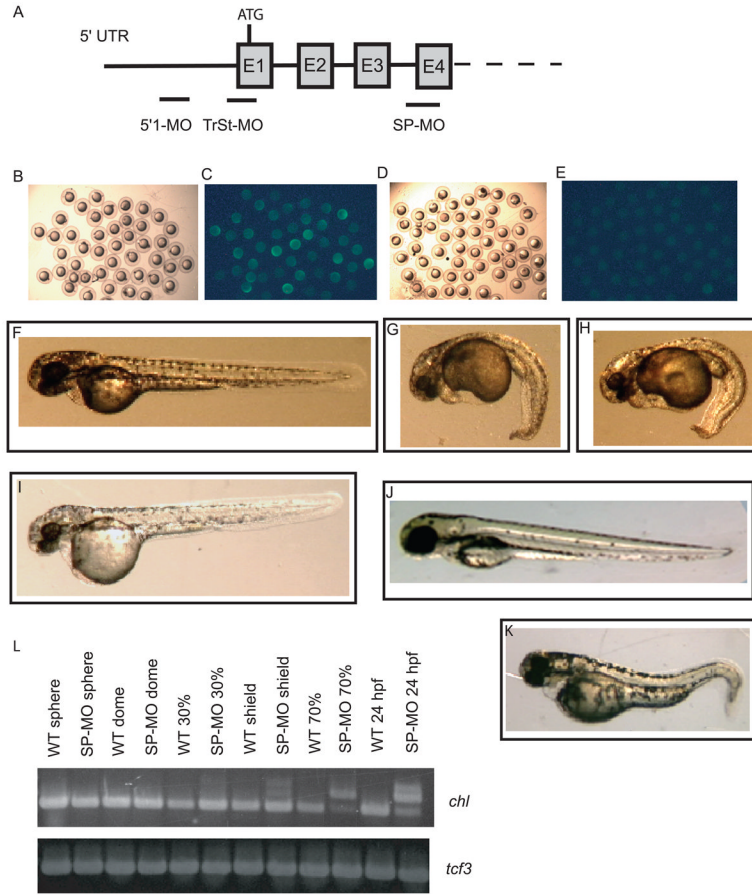 A
ATG
5' UTR
E1 E2 E3 E4
5'1-MO TrSt-MO SP-MO
B C D E
F G H
I J
K
L
WT sphere
SP-MO sphere
WT dome
SP-MO dome
WT 30%
SP-MO 30%
WT shield
SP-MO shield
WT 70%
SP-MO 70%
WT 24 hpf
SP-MO 24 hpf
chl
tcf3